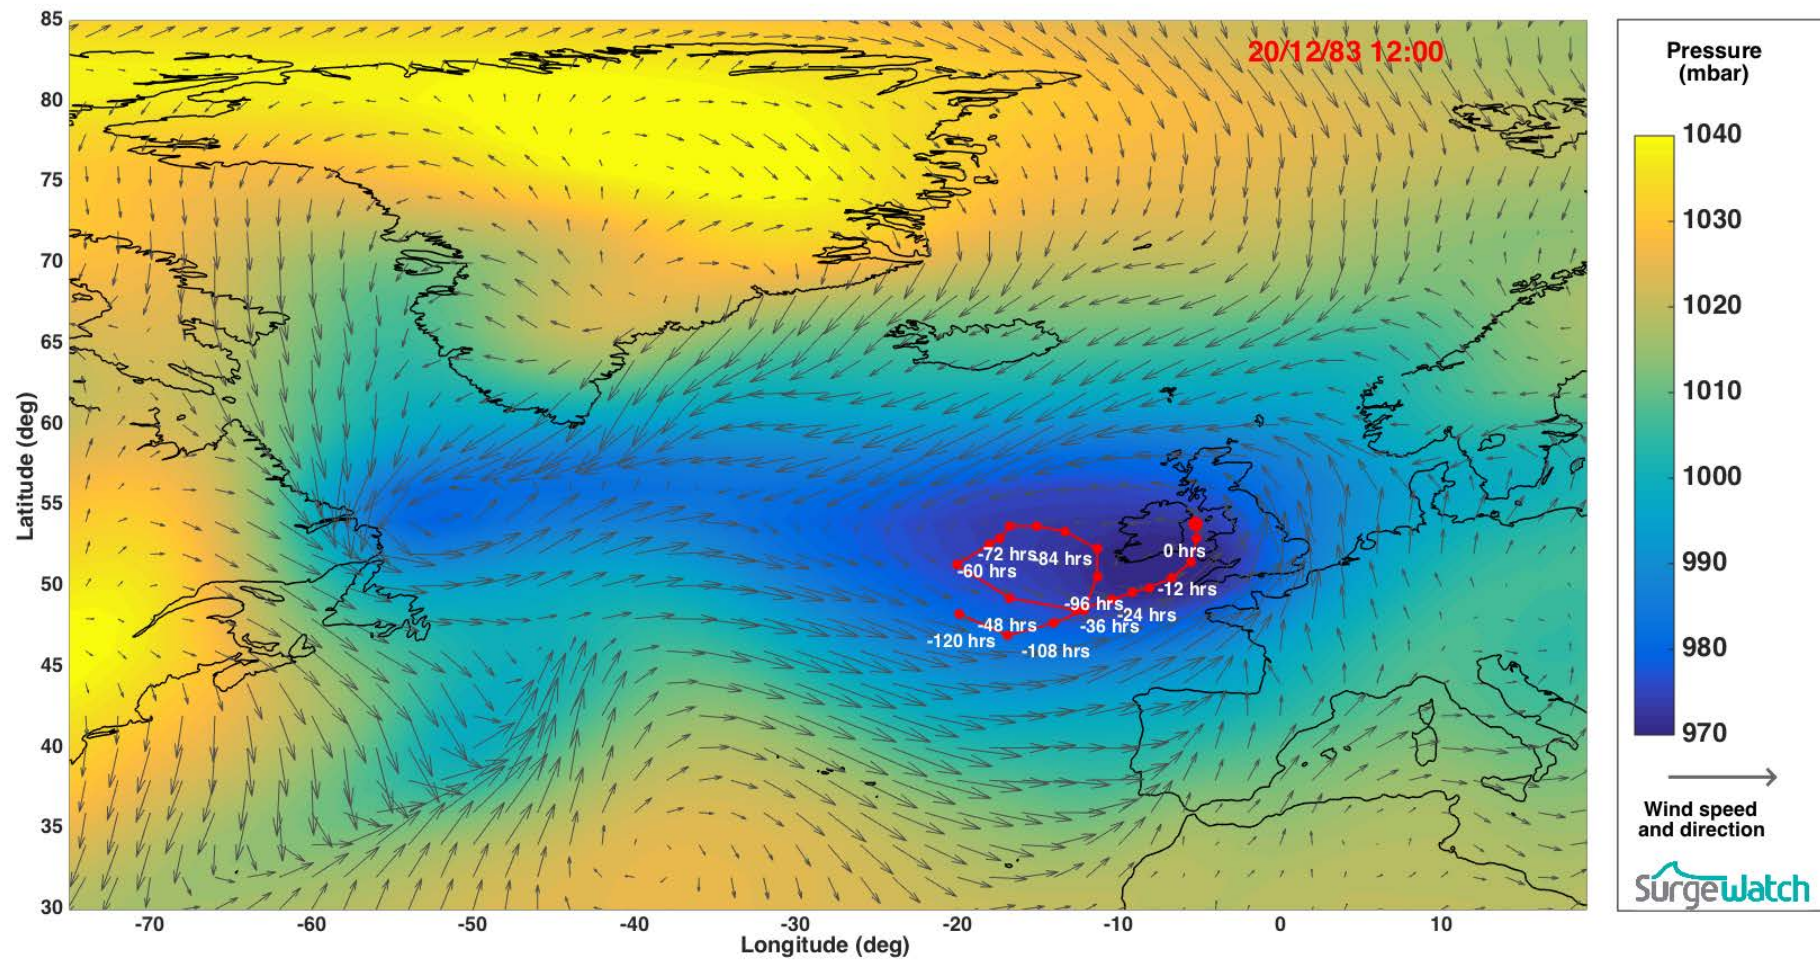 20/12/83 12:00
85
80
75
70
65
60
55
50
45
40
35
30
Latitude (deg)
-72 hrs
-84 hrs
0 hrs
-60 hrs
-12 hrs
-96 hrs
-24 hrs
-48 hrs
-36 hrs
-120 hrs
-108 hrs
-70
-60
-50
-40
-30
-20
-10
0
10
Longitude (deg)
Pressure
(mbar)
1040
1030
1020
1010
1000
990
980
970
Wind speed
and direction
SurgeWatch